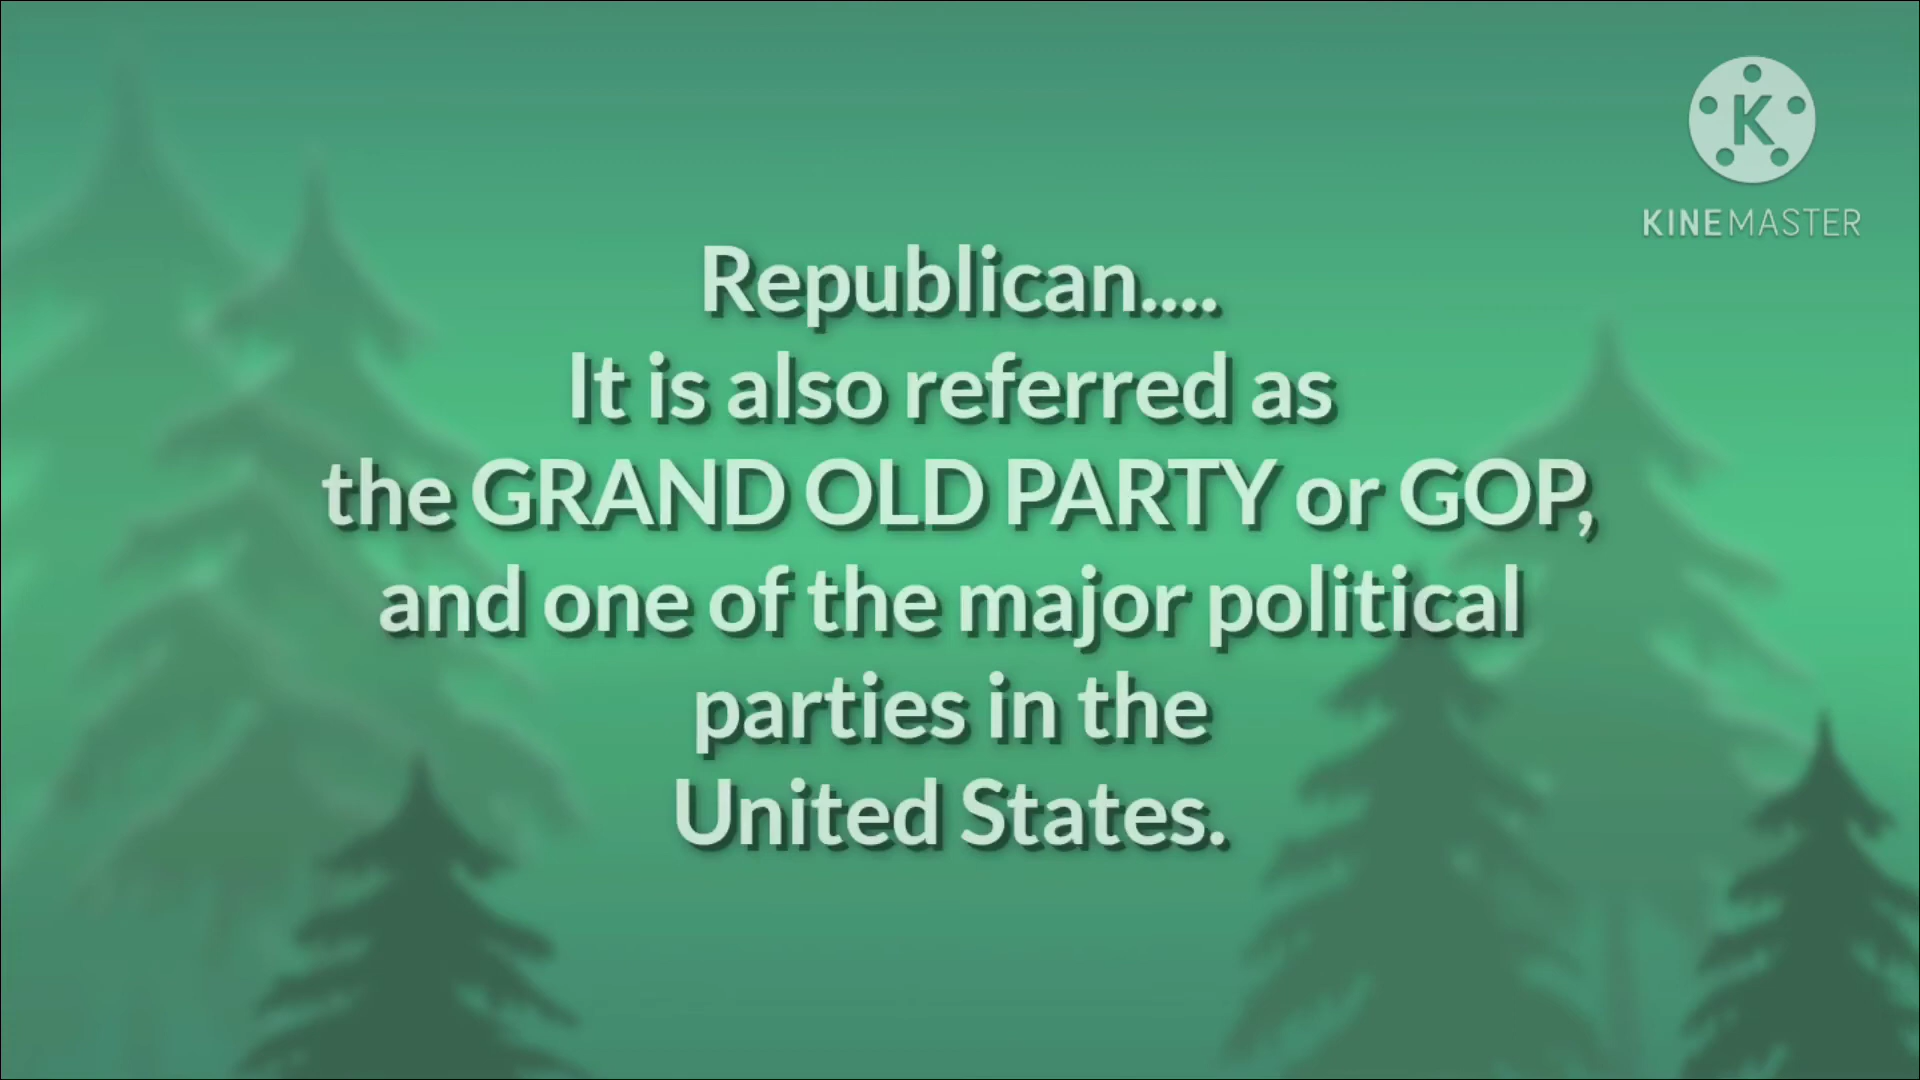 K
KINEMASTER
Republican....
It is also referred as
the GRAND OLD PARTY or GOP,
and one of the major political
parties in the
United States.